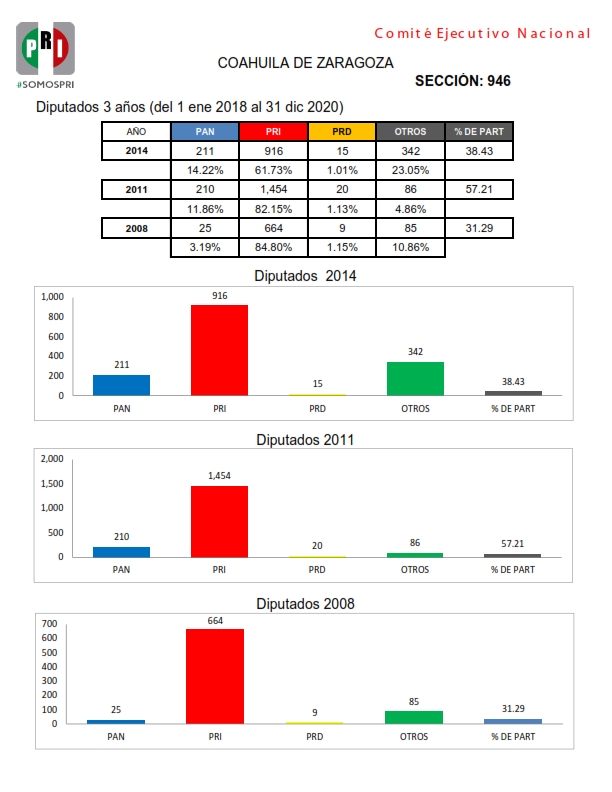 Comité Ejecutivo Nacional
PRI
#SOMOSPRI
COAHUILA DE ZARAGOZA
SECCIÓN: 946
Diputados 3 años (del 1 ene 2018 al 31 dic 2020)
AÑO PAN PRI PRD OTROS % DE PART
2014 211 916 15 342 38.43
14.22% 61.73% 1.01% 23.05%
2011 210 1,454 20 86 57.21
11.86% 82.15% 1.13% 4.86%
2008 25 664 9 85 31.29
3.19% 84.80% 1.15% 10.86%
Diputados 2014
1,000
800
600
400
200
0
211 916 15 342 38.43
PAN PRI PRD OTROS % DE PART
Diputados 2011
2,000
1,500
1,000
500
0
210 1,454 20 86 57.21
PAN PRI PRD OTROS % DE PART
Diputados 2008
700
600
500
400
300
200
100
0
25 664 9 85 31.29
PAN PRI PRD OTROS % DE PART